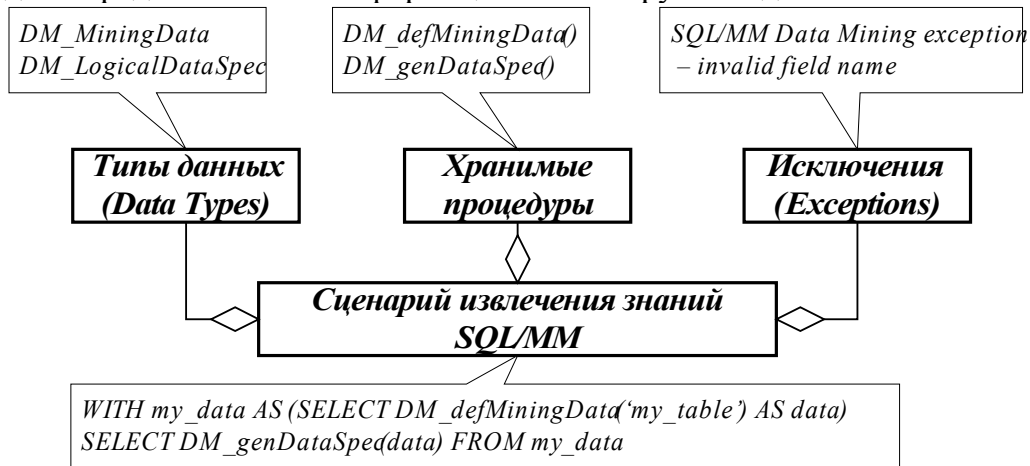 DM_MiningData
DM_LogicalDataSpec
DM_defMiningData()
DM_genDataSpec()
SQL/MM Data Mining exception
– invalid field name
Типы данных
(Data Types)
Хранимые
процедуры
Исключения
(Exceptions)
Сценарий извлечения знаний
SQL/MM
WITH my_data AS (SELECT DM_defMiningData(‘my_table’) AS data)
SELECT DM_genDataSpec(data) FROM my_data